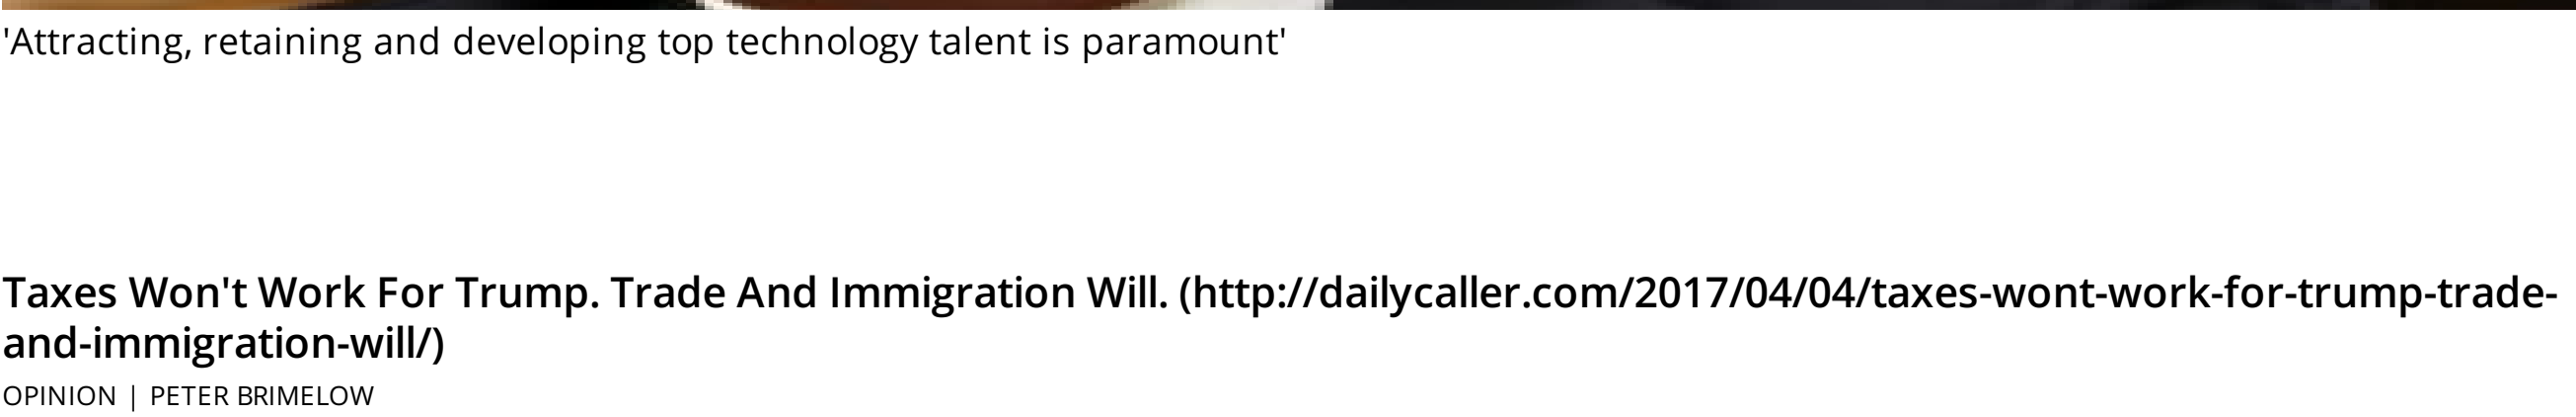 'Attracting, retaining and developing top technology talent is paramount'
Taxes Won't Work For Trump. Trade And Immigration Will. (http://dailycaller.com/2017/04/04/taxes-wont-work-for-trump-trade-
and-immigration-will/)
OPINION | PETER BRIMELOW